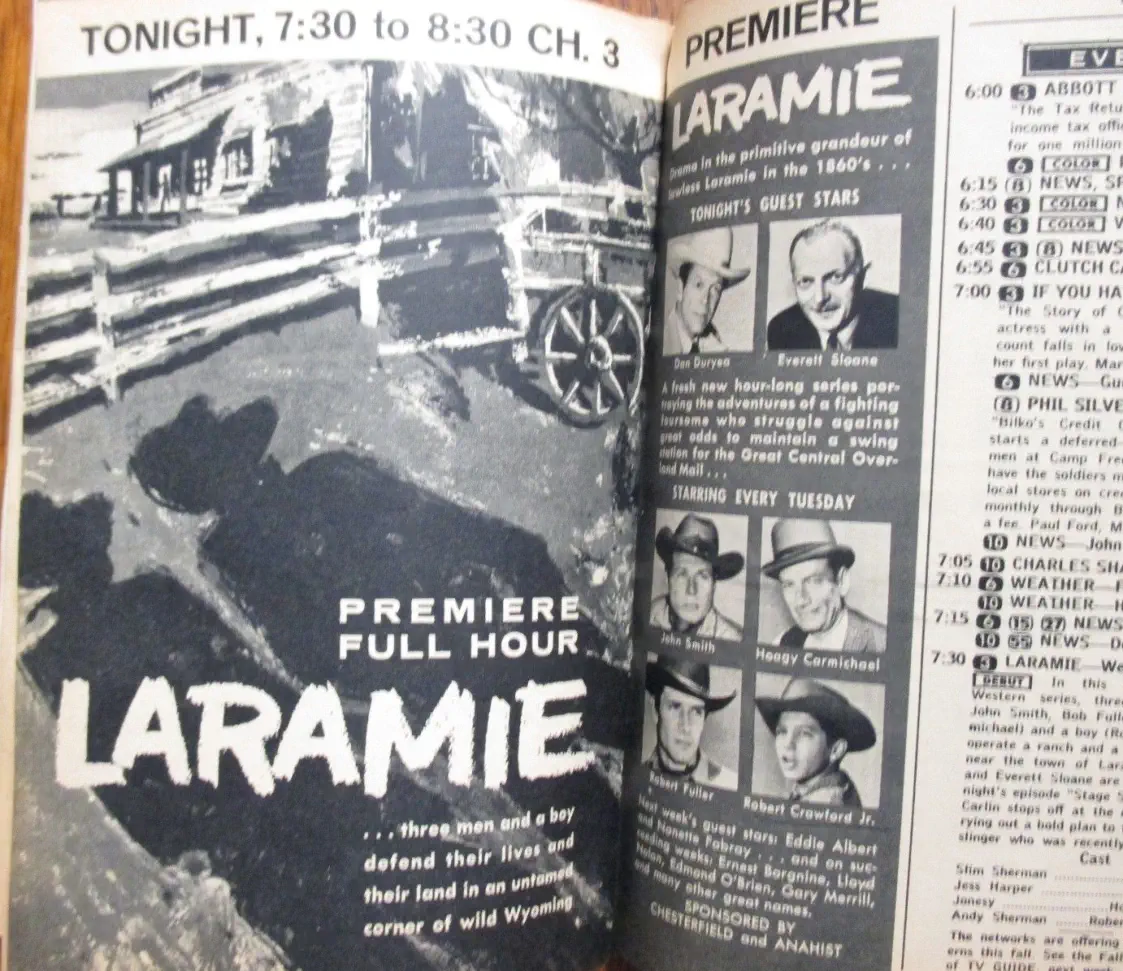 TONIGHT, 7:30 to 8:30 CH. 3
PREMIERE
FULL HOUR
LARAMIE
. . . three men and a boy
defend their lives and
their land in an untamed
corner of wild Wyoming.
PREMIERE
LARAMIE
Drama in the primitive grandeur of
lawless Laramie in the 1860's . . .
TONIGHT'S GUEST STARS
Dan Duryea
Everett Sloane
A fresh new hour-long series por-
traying the adventures of a fighting
foursome who struggle against
great odds to maintain a swing
station for the Great Central Over-
land Mail . . .
STARRING EVERY TUESDAY
John Smith
Hoagy Carmichael
Robert Fuller
Robert Crawford Jr.
Next week's guest stars: Eddie Albert
and Nanette Fabray . . . and on suc-
ceeding weeks: Ernest Borgnine, Lloyd
Nolan, Edmond O'Brien, Gary Merrill,
and many other great names.
SPONSORED BY
CHESTERFIELD and ANAHIST
EVE
6:00 3 ABBOTT
"The Tax Retu
income tax offi
for one million
6 COLOR
6:15 (8) NEWS, SP
6:30 3 COLOR
6:40 3 COLOR
6:45 3 (8) NEWS
6:55 6 CLUTCH CA
7:00 3 IF YOU HA
"The Story of
actress with a
count falls in lov
her first play. Mar
6 NEWS—Gu
(8) PHIL SILVE
"Bilko's Credit
starts a deferred-
men at Camp Fre
have the soldiers m
local stores on cre
monthly through B
a fee. Paul Ford, M
10 NEWS—John
7:05 10 CHARLES SHA
7:10 6 WEATHER—
10 WEATHER—
7:15 6 15 27 NEWS
10 55 NEWS—D
7:30 3 LARAMIE—We
DEBUT In this
Western series, three
John Smith, Bob Full
michael) and a boy (Ro
operate a ranch and a
near the town of Lara
and Everett Sloane are
night's episode "Stage S
Carlin stops off at the
rying out a bold plan to
slinger who was recently
Cast
Slim Sherman
Jess Harper
Jonesy Ho
Andy Sherman Rober
The networks are offering
erns this fall. See the Fall
of TV GUIDE, next week